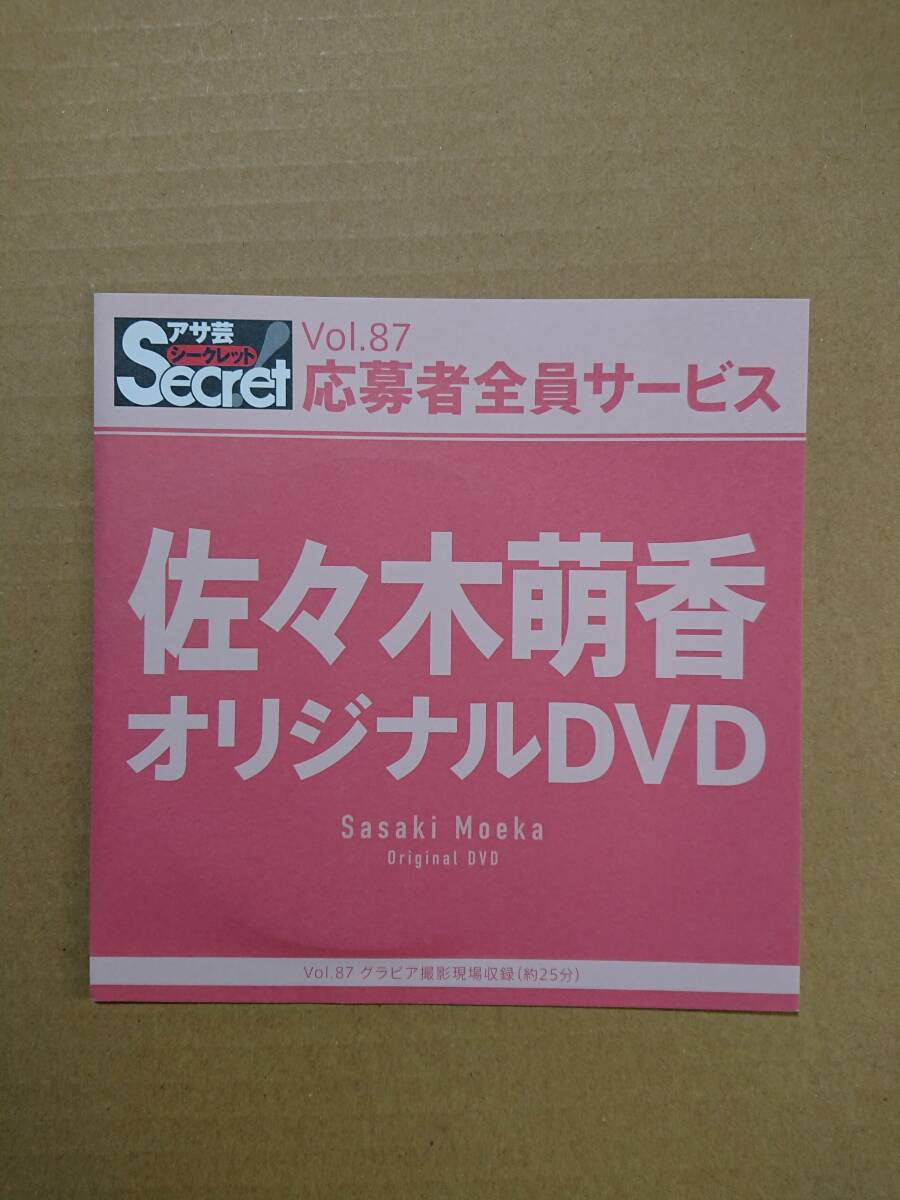 アサ芸
シークレット
Secret!
Vol.87
応募者全員サービス
佐々木萌香
オリジナルDVD
Sasaki Moeka
Original DVD
Vol.87 グラビア撮影現場収録(約25分)